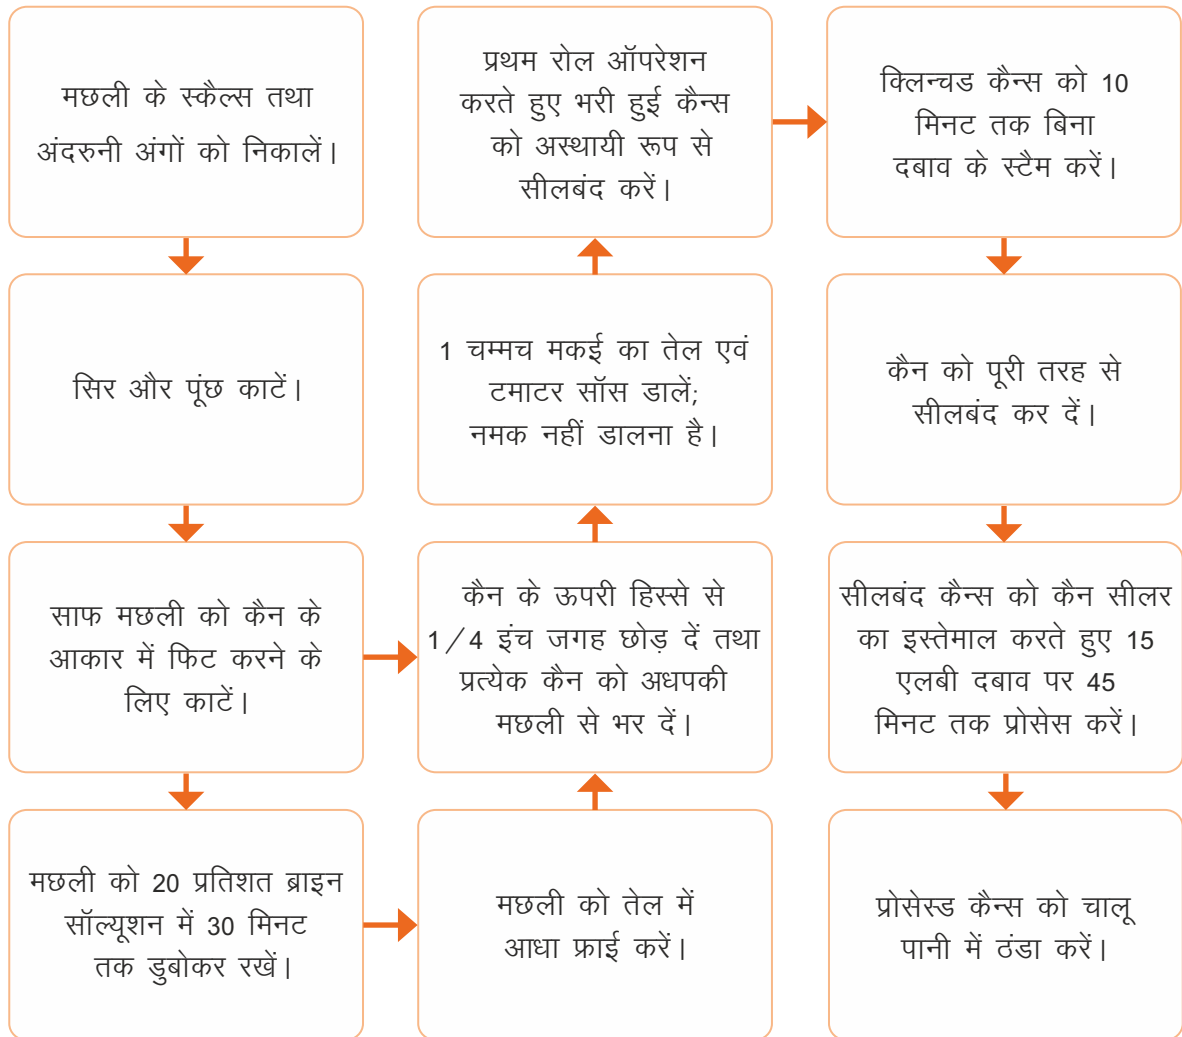 मछली के स्कैल्स तथा
अंदरुनी अंगों को निकालें।
सिर और पूंछ काटें।
साफ मछली को कैन के
आकार में फिट करने के
लिए काटें।
मछली को 20 प्रतिशत ब्राइन
सॉल्यूशन में 30 मिनट
तक डुबोकर रखें।
मछली को तेल में
आधा फ्राई करें।
कैन के ऊपरी हिस्से से
1/4 इंच जगह छोड़ दें तथा
प्रत्येक कैन को अधपकी
मछली से भर दें।
1 चम्मच मकई का तेल एवं
टमाटर सॉस डालें;
नमक नहीं डालना है।
प्रथम रोल ऑपरेशन
करते हुए भरी हुई कैन्स
को अस्थायी रूप से
सीलबंद करें।
क्लिन्चड कैन्स को 10
मिनट तक बिना
दबाव के स्टैम करें।
कैन को पूरी तरह से
सीलबंद कर दें।
सीलबंद कैन्स को कैन सीलर
का इस्तेमाल करते हुए 15
एलबी दबाव पर 45
मिनट तक प्रोसेस करें।
प्रोसेस्ड कैन्स को चालू
पानी में ठंडा करें।